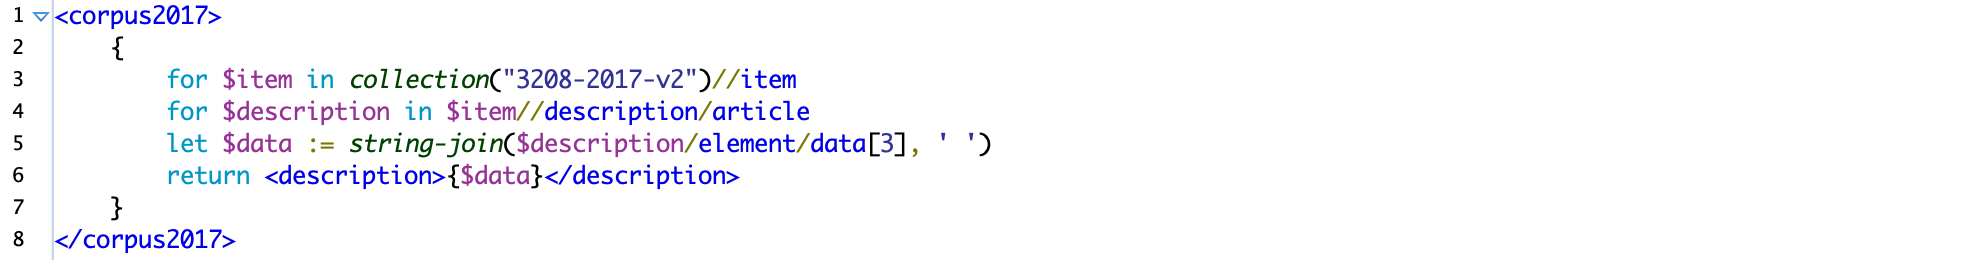 1 <corpus2017>
2 {
3 for $item in collection("3208-2017-v2")//item
4 for $description in $item//description/article
5 let $data := string-join($description/element/data[3], ' ')
6 return <description>{$data}</description>
7 }
8 </corpus2017>